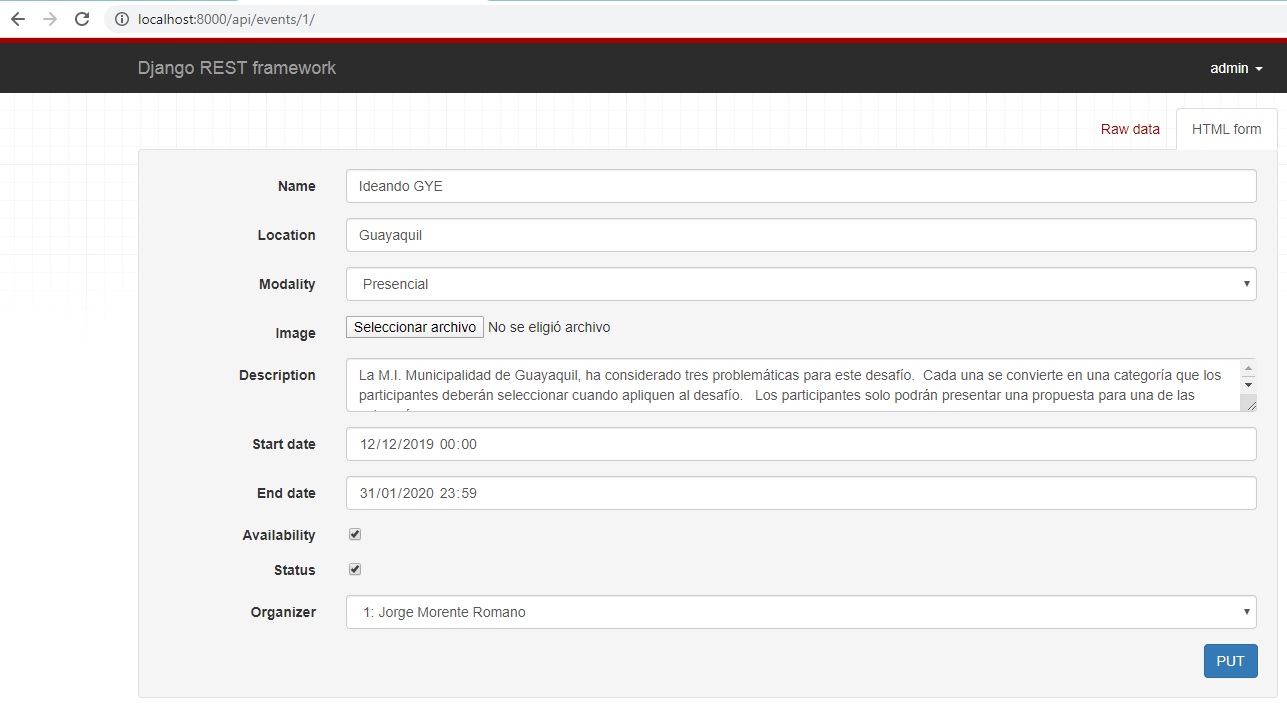 localhost:8000/api/events/1/
Django REST framework
admin
Raw data
HTML form
Name
Ideando GYE
Location
Guayaquil
Modality
Presencial
Image
Seleccionar archivo No se eligió archivo
Description
La M.I. Municipalidad de Guayaquil, ha considerado tres problemáticas para este desafío.  Cada una se convierte en una categoría que los
participantes deberán seleccionar cuando apliquen al desafío.   Los participantes solo podrán presentar una propuesta para una de las
Start date
12/12/2019 00:00
End date
31/01/2020 23:59
Availability
Status
Organizer
1: Jorge Morente Romano
PUT